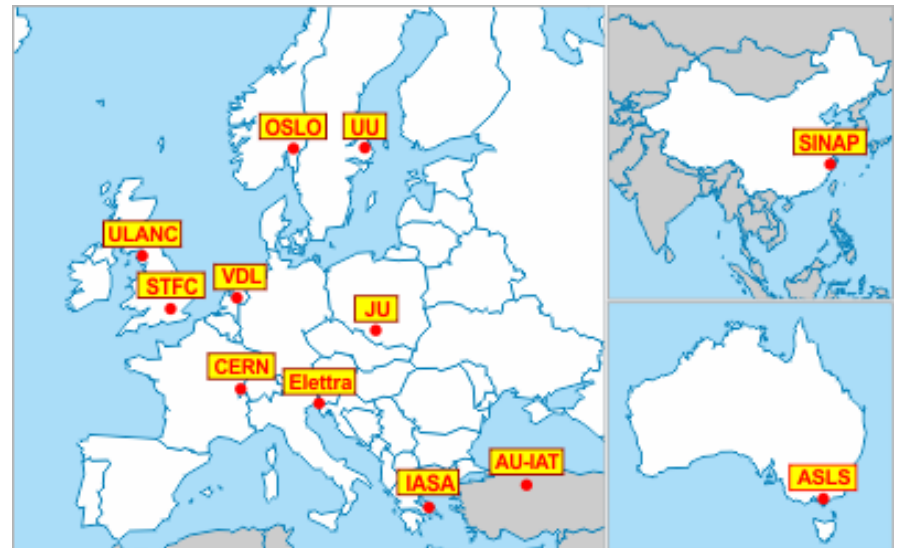 OSLO
UU
SINAP
ULANC
STFC
VDL
JU
CERN
Elettra
AU-IAT
IASA
ASLS